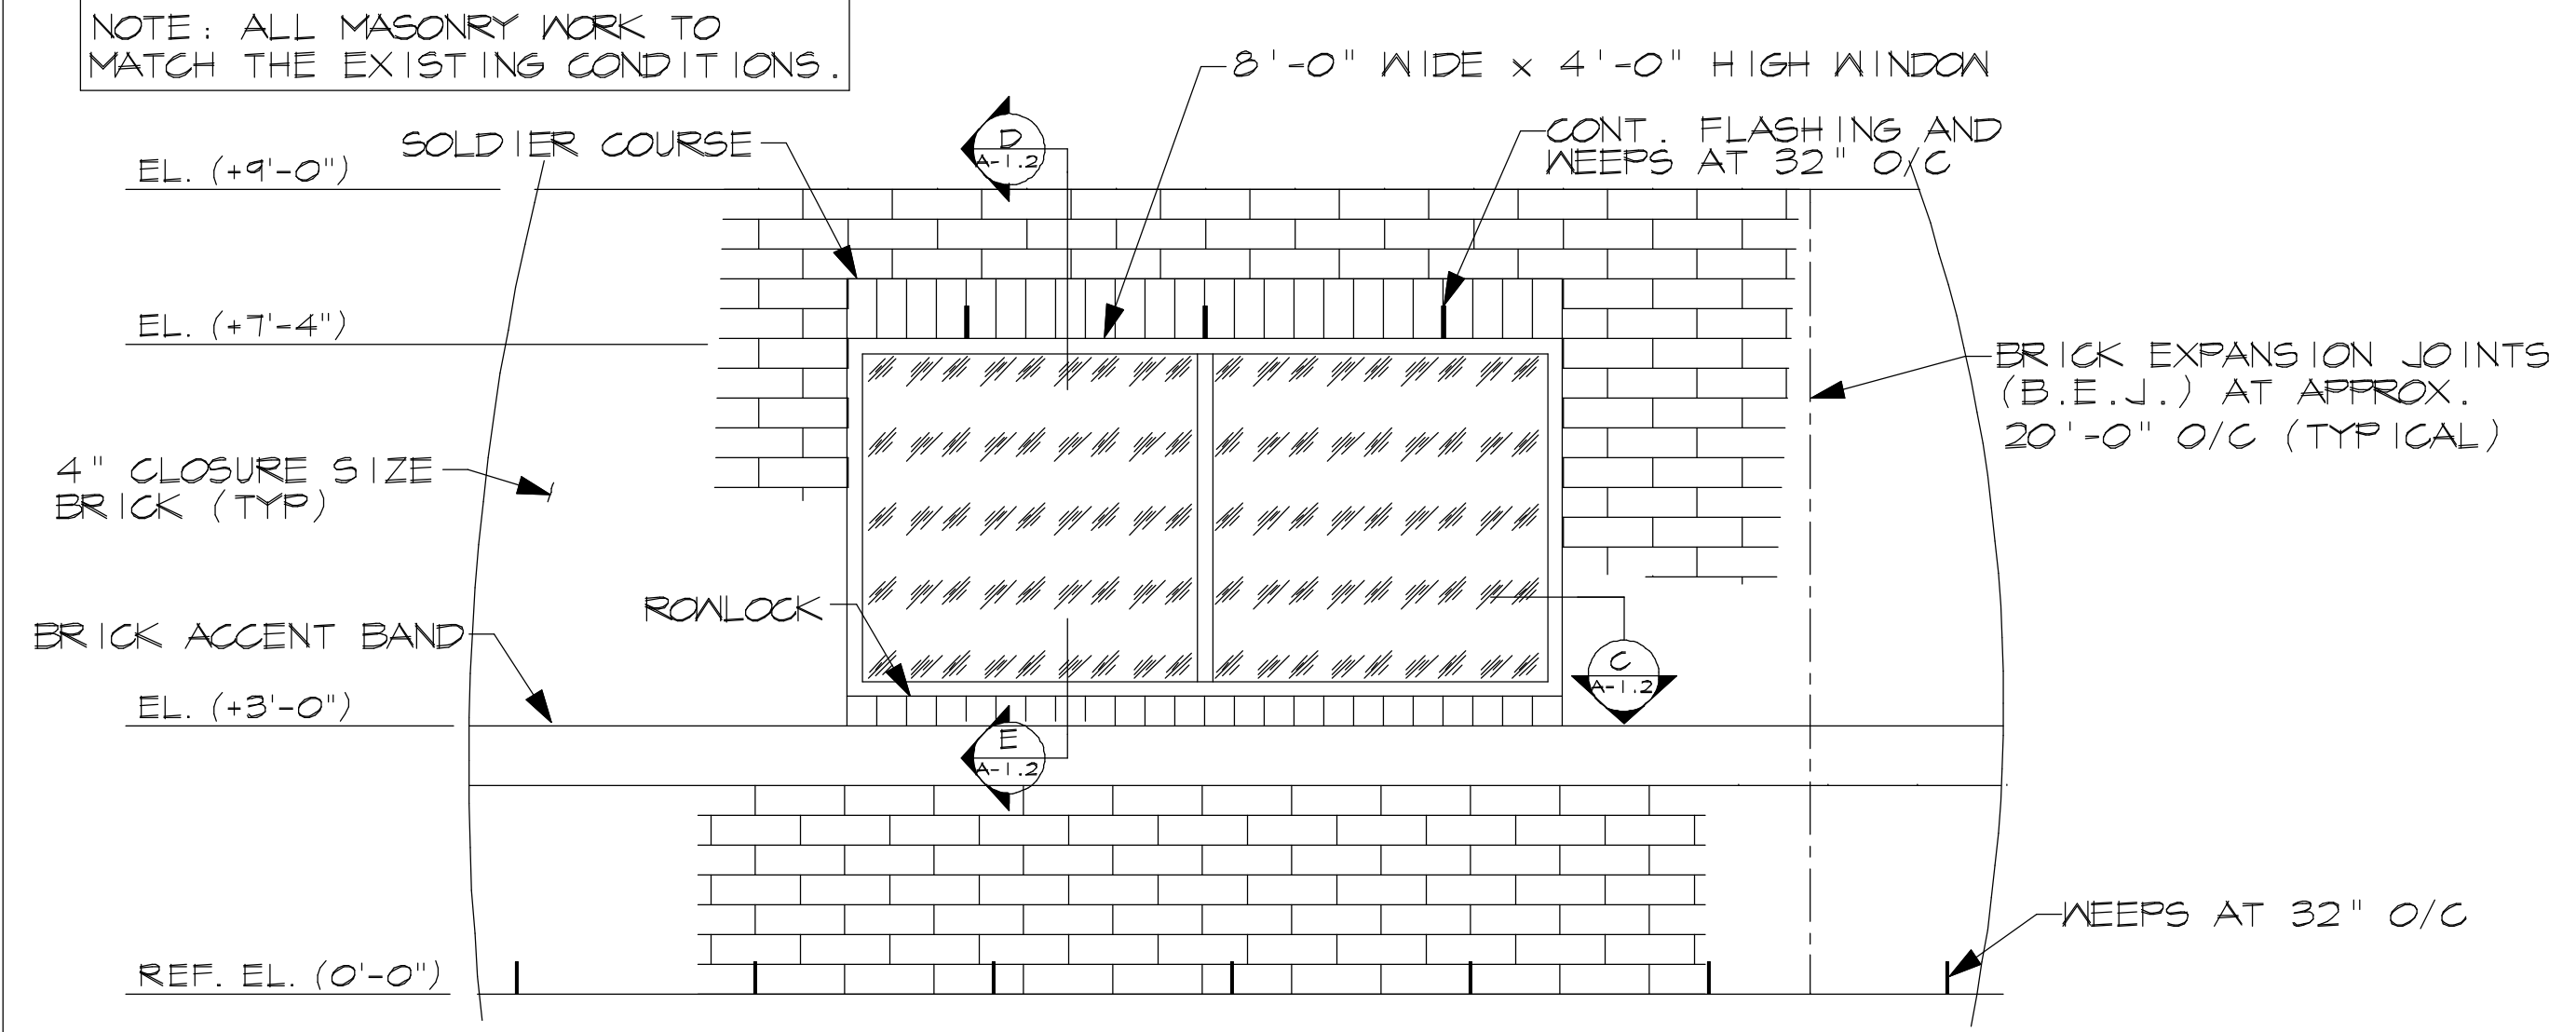 NOTE: ALL MASONRY WORK TO
MATCH THE EXISTING CONDITIONS.
8'-0" WIDE x 4'-0" HIGH WINDOW
SOLDIER COURSE
D
A-1.2
CONT. FLASHING AND
WEEPS AT 32" O/C
EL. (+9'-0")
EL. (+7'-4")
BRICK EXPANSION JOINTS
(B.E.J.) AT APPROX.
20'-0" O/C (TYPICAL)
4" CLOSURE SIZE
BRICK (TYP)
ROWLOCK
BRICK ACCENT BAND
C
A-1.2
EL. (+3'-0")
E
A-1.2
WEEPS AT 32" O/C
REF. EL. (0'-0")